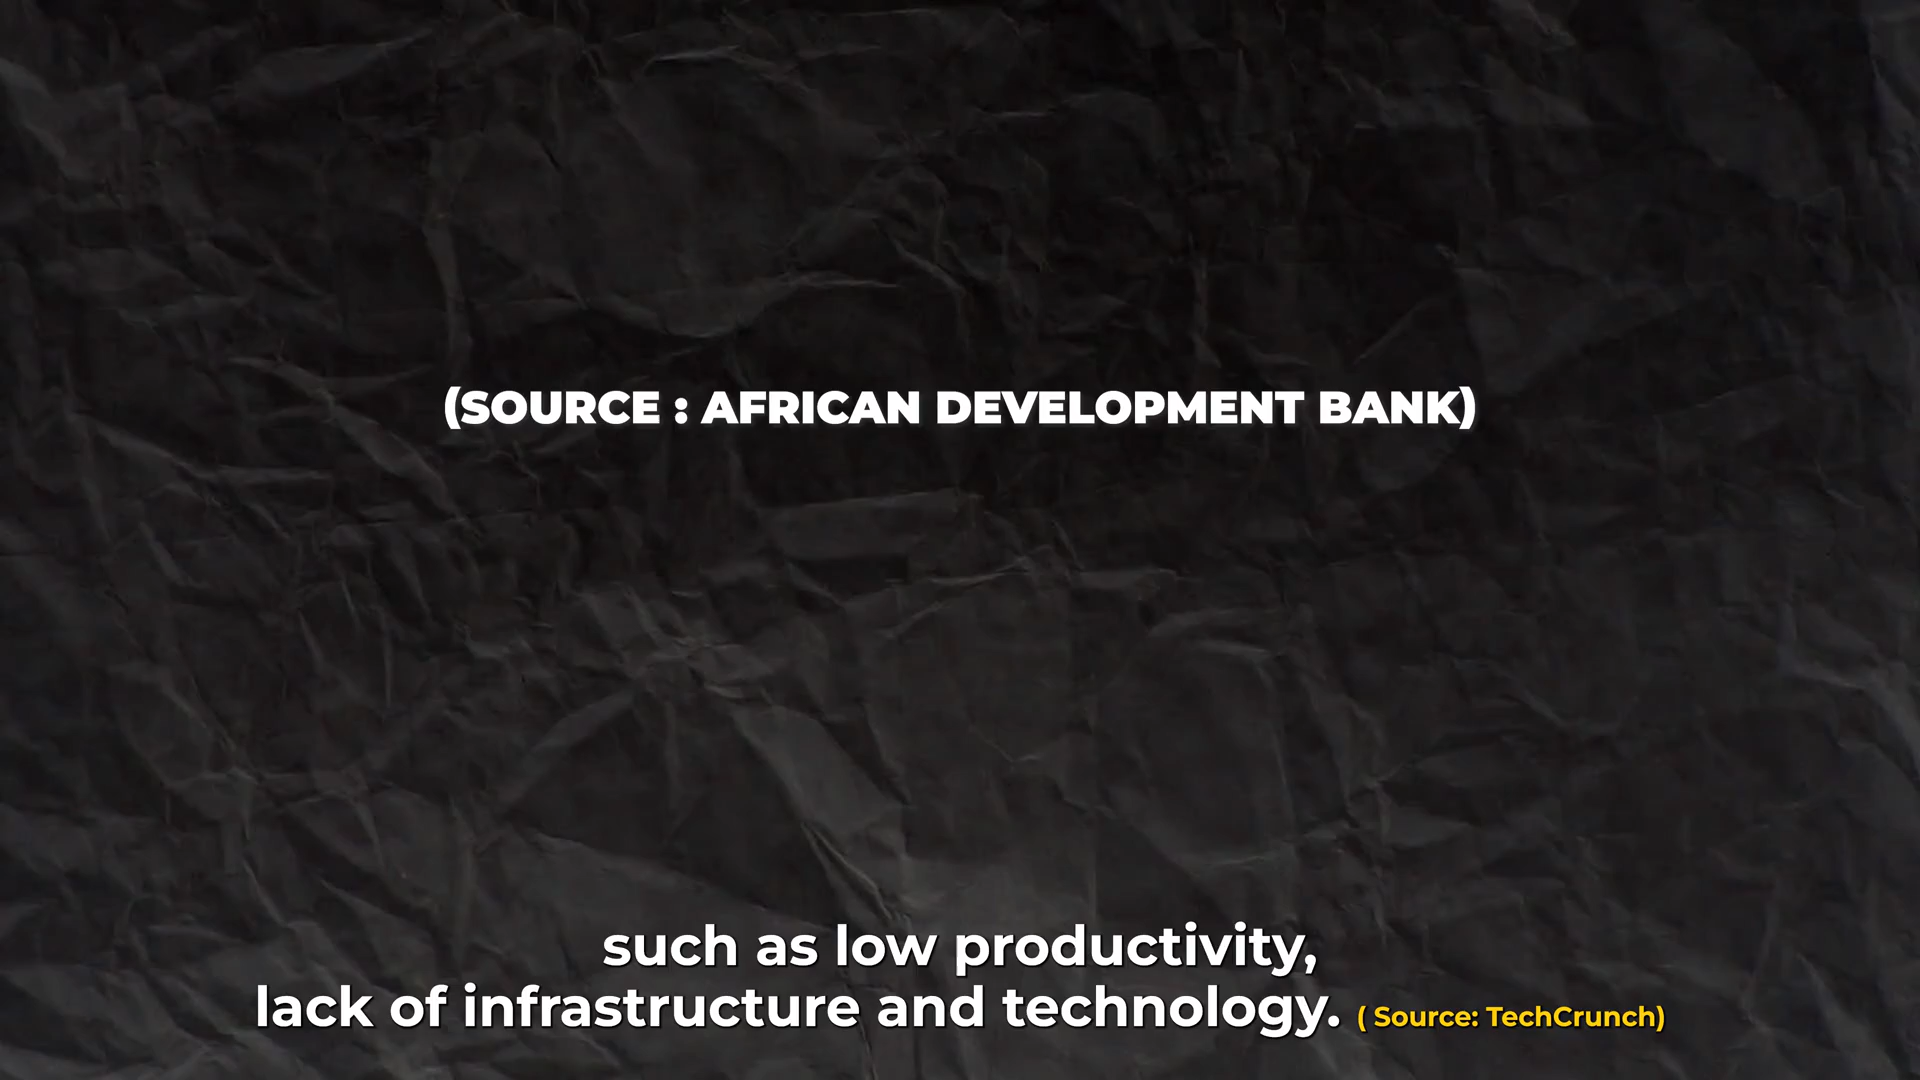 (SOURCE : AFRICAN DEVELOPMENT BANK)
such as low productivity,
lack of infrastructure and technology. ( Source: TechCrunch)